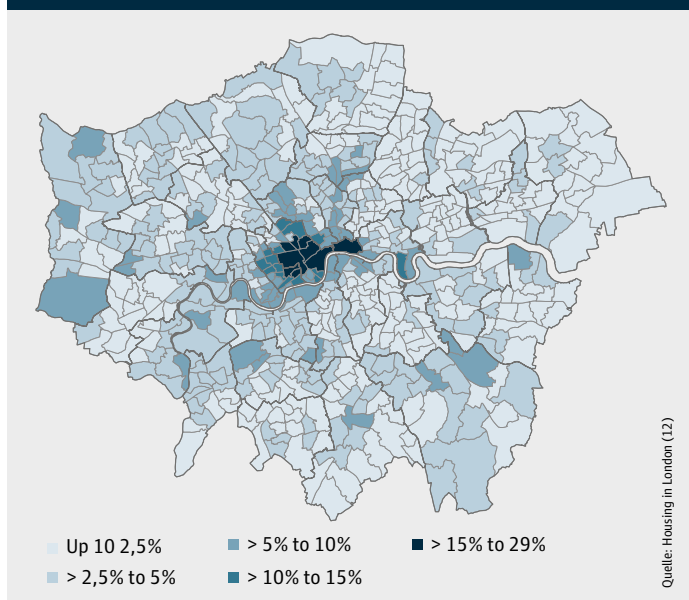 Up 10 2,5%
> 2,5% to 5%
> 5% to 10%
> 10% to 15%
> 15% to 29%
Quelle: Housing in London (12)